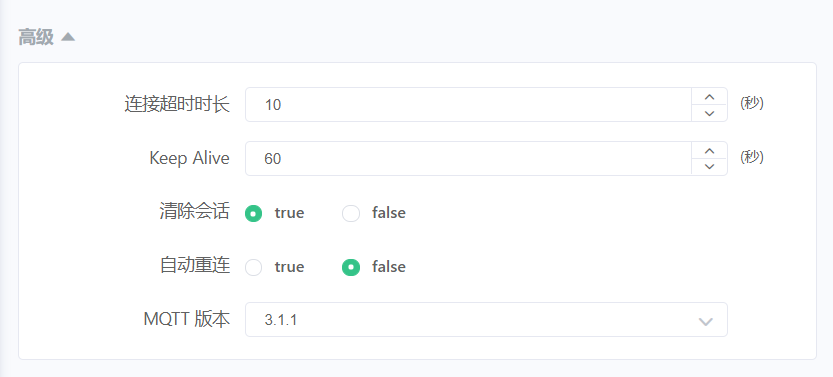 高级
连接超时时长 10 (秒)
Keep Alive 60 (秒)
清除会话 true false
自动重连 true false
MQTT 版本 3.1.1